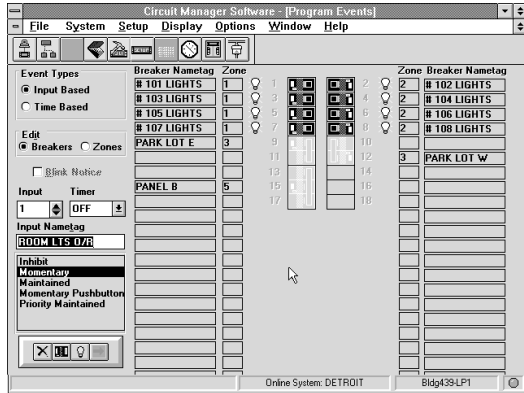 Circuit Manager Software - [Program Events]
File System Setup Display Options Window Help
Event Types
Input Based
Time Based
Edit
Breakers Zones
Blink Notice
Input Timer
1 OFF
Input Nametag
ROOM LTS O/R
Inhibit
Momentary
Maintained
Momentary Pushbutton
Priority Maintained
Breaker Nametag Zone Zone Breaker Nametag
# 101 LIGHTS 1 1 2 2 # 102 LIGHTS
# 103 LIGHTS 1 3 4 2 # 104 LIGHTS
# 105 LIGHTS 1 5 6 2 # 106 LIGHTS
# 107 LIGHTS 1 7 8 2 # 108 LIGHTS
PARK LOT E 3 9 10
11 12 3 PARK LOT W
13 14
PANEL B 5 15 16
17 18
Online System: DETROIT Bldg439-LP1